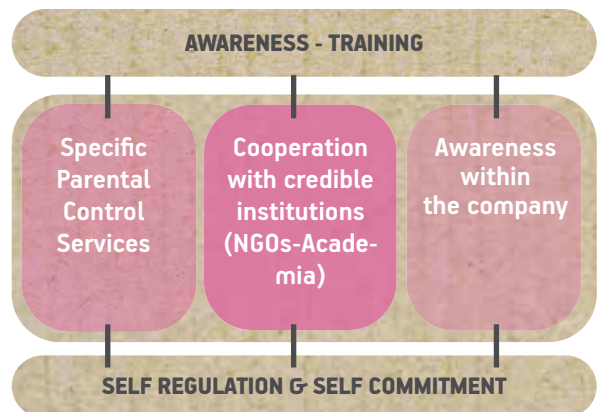 AWARENESS - TRAINING
Specific
Parental
Control
Services
Cooperation
with credible
institutions
(NGOs-Acade-
mia)
Awareness
within
the company
SELF REGULATION & SELF COMMITMENT